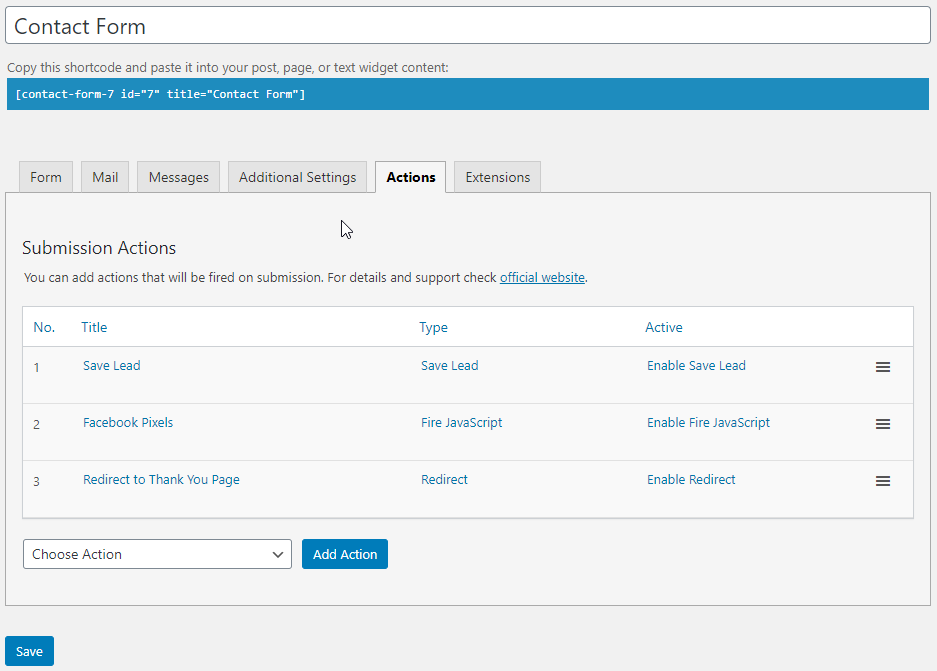 Contact Form
Copy this shortcode and paste it into your post, page, or text widget content:
[contact-form-7 id="7" title="Contact Form"]
Form Mail Messages Additional Settings Actions Extensions
Submission Actions
You can add actions that will be fired on submission. For details and support check official website.
No. Title Type Active
1 Save Lead Save Lead Enable Save Lead
2 Facebook Pixels Fire JavaScript Enable Fire JavaScript
3 Redirect to Thank You Page Redirect Enable Redirect
Choose Action Add Action
Save